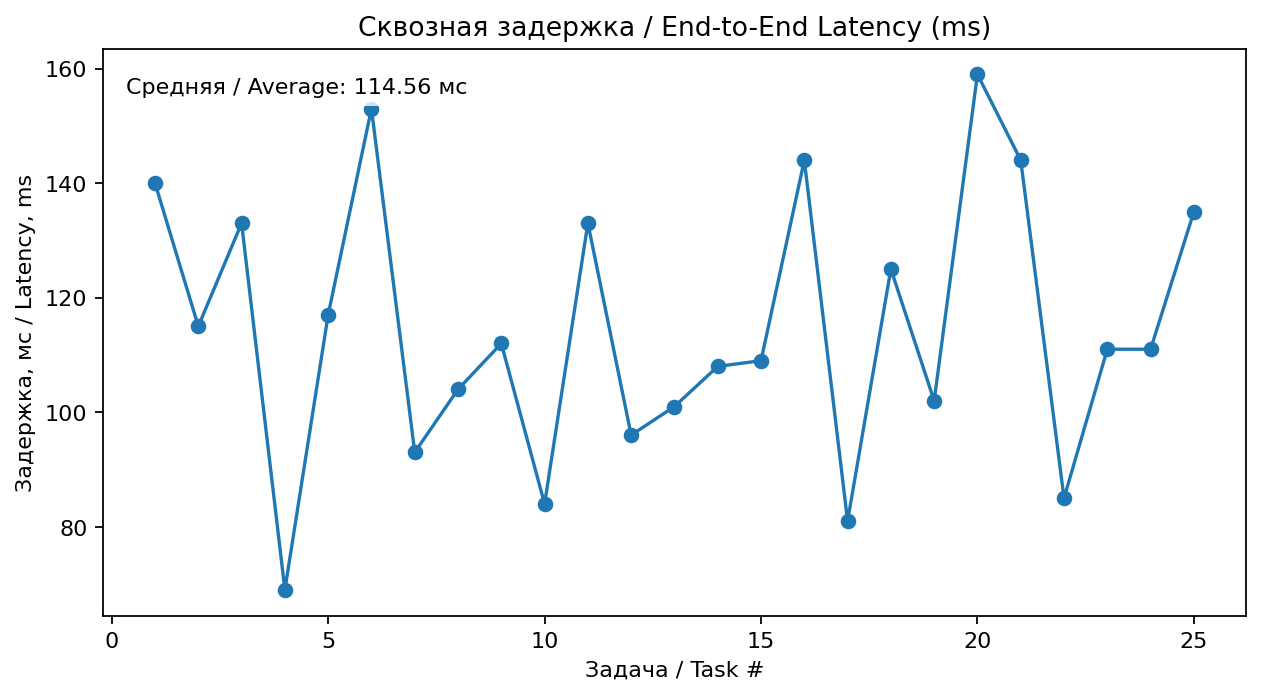 Сквозная задержка / End-to-End Latency (ms)
Средняя / Average: 114.56 мс
Задержка, мс / Latency, ms
160
140
120
100
80
0 5 10 15 20 25
Задача / Task #